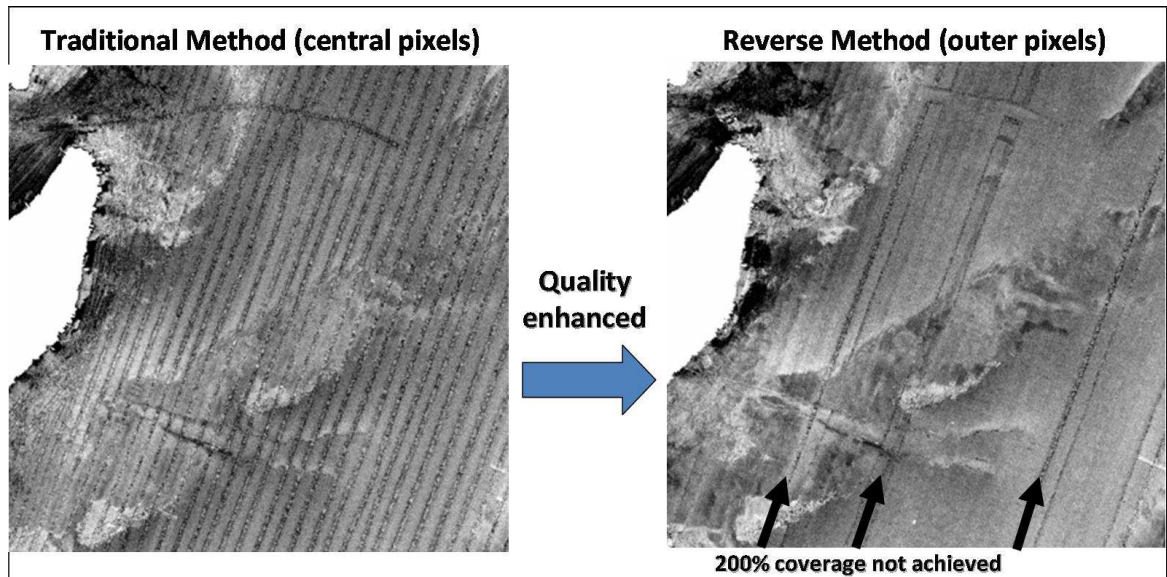 Traditional Method (central pixels)
Reverse Method (outer pixels)
Quality
enhanced
200% coverage not achieved